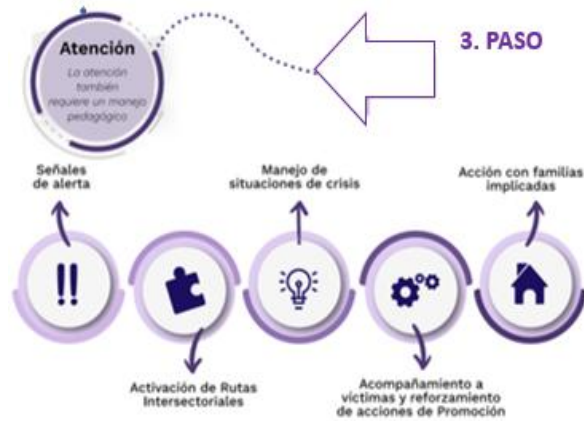 Atención
La atención
también
requiere un manejo
pedagógico
3. PASO
Señales
de alerta
Manejo de
situaciones de crisis
Acción con familias
implicadas
!!
Activación de Rutas
Intersectoriales
Acompañamiento a
víctimas y reforzamiento
de acciones de Promoción